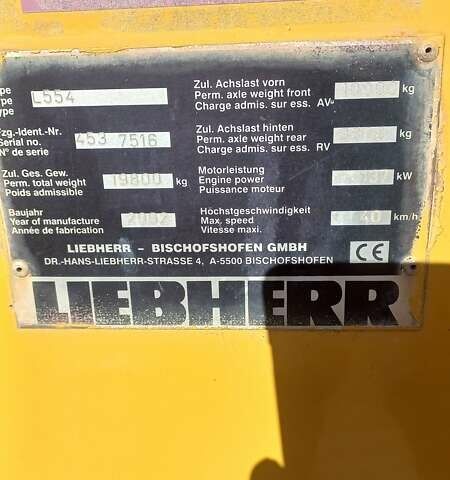 ype L554
ype
ype
Fzg.-Ident.-Nr.
Serial no. 453 7516
N° de serie
Zul. Ges. Gew.
Perm. total weight 19800 kg
Poids admissible
Baujahr
Year of manufacture 2002
Année de fabrication
Zul. Achslast vorn
Perm. axle weight front kg
Charge admis. sur ess. AV
Zul. Achslast hinten
Perm. axle weight rear kg
Charge admis. sur ess. RV
Motorleistung
Engine power kW
Puissance moteur
Höchstgeschwindigkeit
Max. speed 40 km/h
Vitesse maxi.
LIEBHERR - BISCHOFSHOFEN GMBH
DR.-HANS-LIEBHERR-STRASSE 4, A-5500 BISCHOFSHOFEN
CE
LIEBHERR